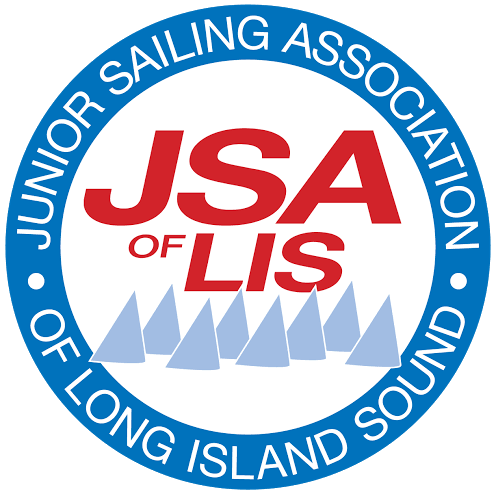 JUNIOR SAILING ASSOCIATION
JSA
OF LIS
• OF LONG ISLAND SOUND •